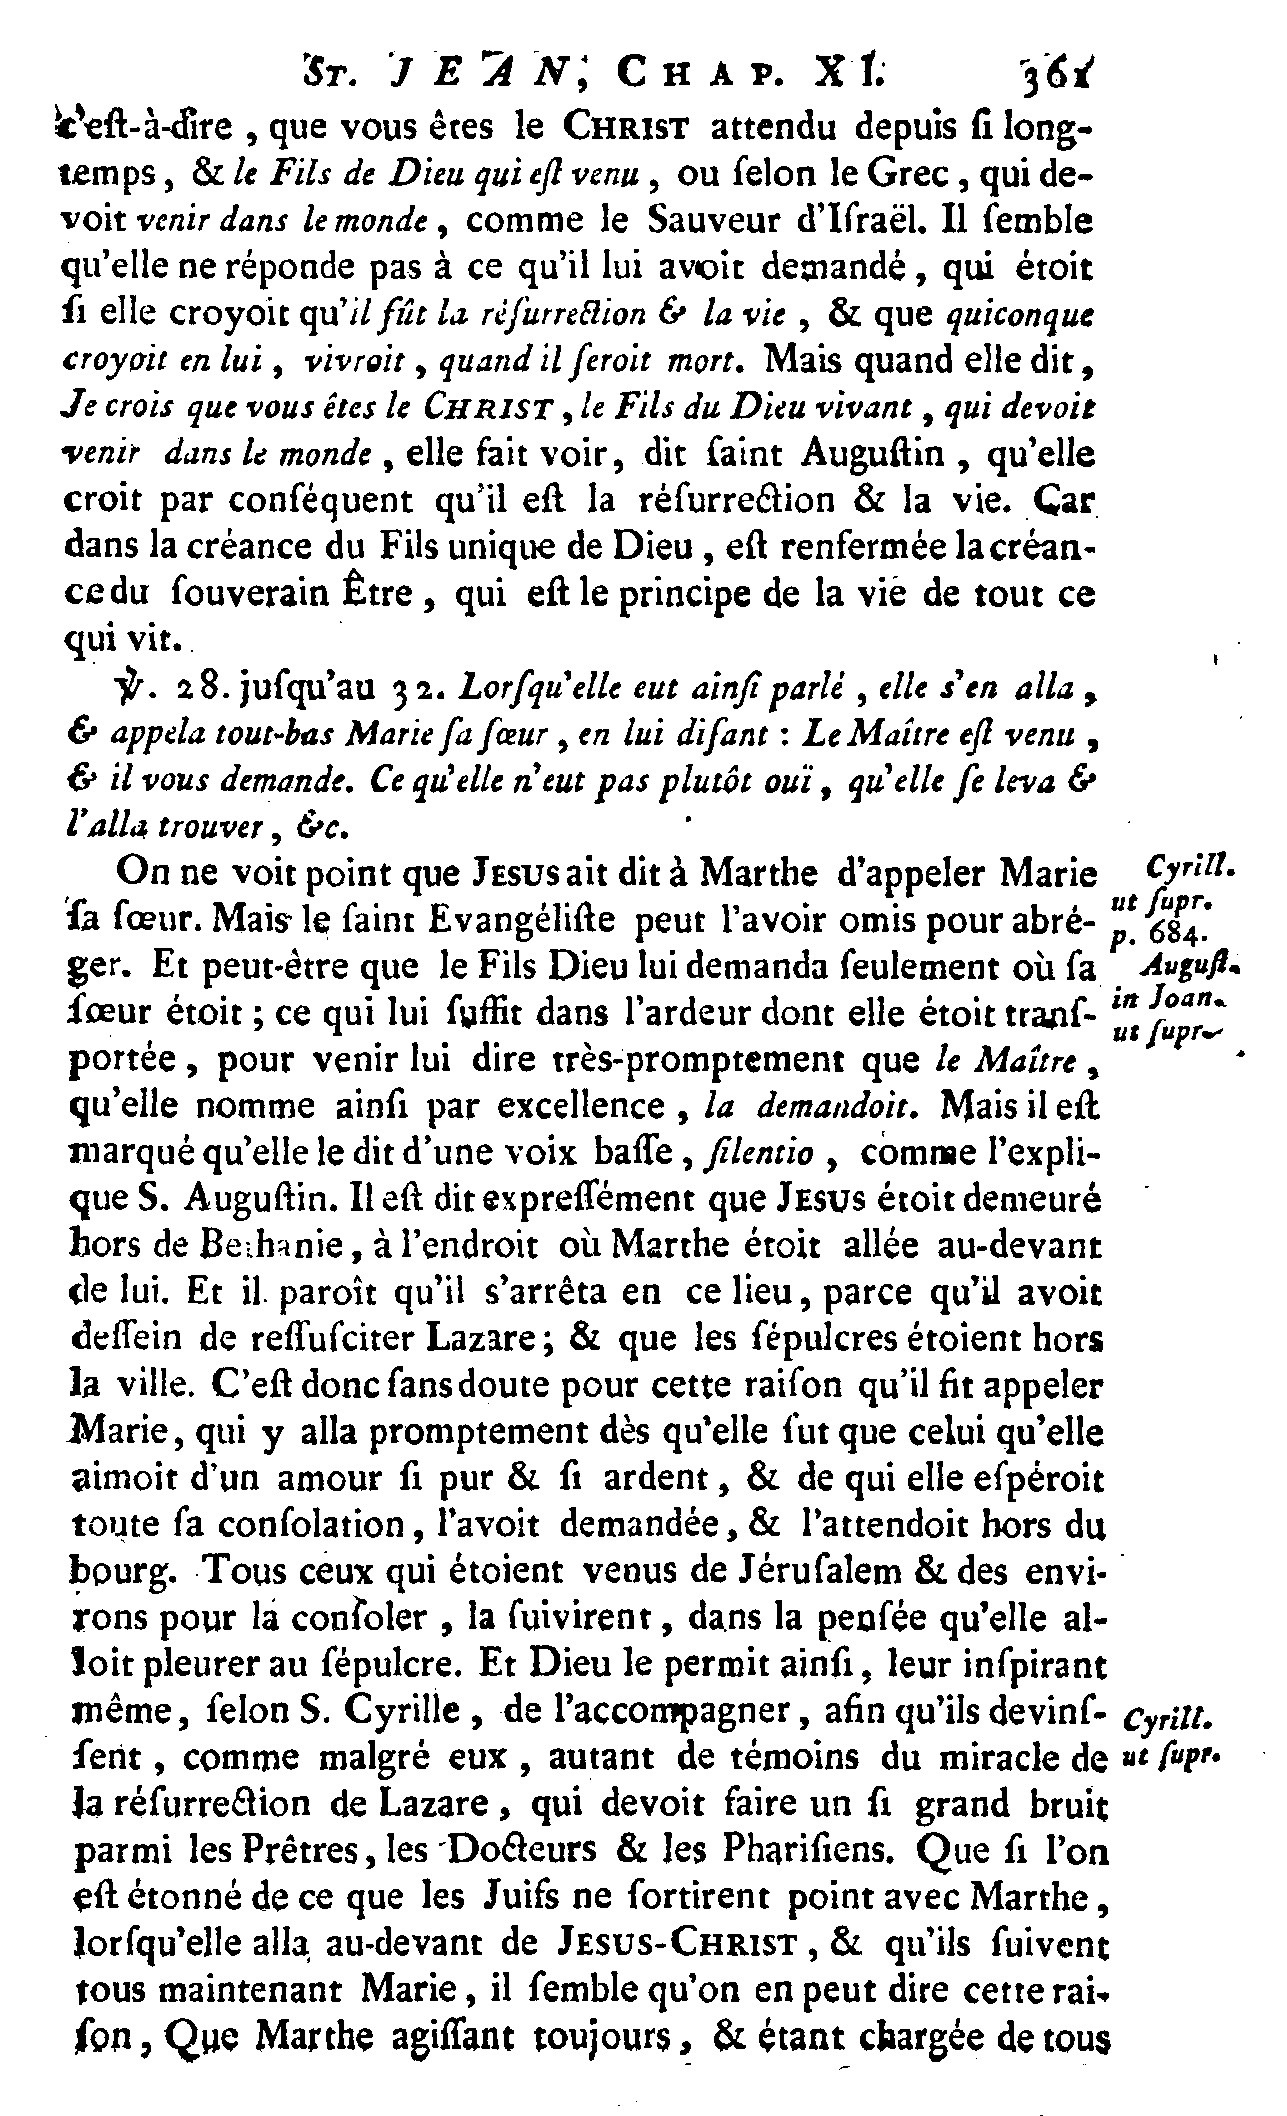 St. JEAN, Chap. XI. 361
c'eſt-à-dire, que vous êtes le CHRIST attendu depuis ſi long-
temps, & le Fils de Dieu qui eſt venu, ou ſelon le Grec, qui de-
voit venir dans le monde, comme le Sauveur d'Iſraël. Il ſemble
qu'elle ne réponde pas à ce qu'il lui avoit demandé, qui étoit
ſi elle croyoit qu'il fût la réſurrection & la vie, & que quiconque
croyoit en lui, vivroit, quand il ſeroit mort. Mais quand elle dit,
Je crois que vous êtes le CHRIST, le Fils du Dieu vivant, qui devoit
venir dans le monde, elle fait voir, dit ſaint Auguſtin, qu'elle
croit par conſéquent qu'il eſt la réſurrection & la vie. Car
dans la créance du Fils unique de Dieu, eſt renfermée la créan-
ce du ſouverain Être, qui eſt le principe de la vie de tout ce
qui vit.
℣. 28. juſqu'au 32. Lorſqu'elle eut ainſi parlé, elle s'en alla,
& appela tout-bas Marie ſa ſœur, en lui diſant : Le Maître eſt venu,
& il vous demande. Ce qu'elle n'eut pas plutôt ouï, qu'elle ſe leva &
l'alla trouver, &c.
On ne voit point que JESUS ait dit à Marthe d'appeler Marie
ſa ſœur. Mais le ſaint Evangéliſte peut l'avoir omis pour abré-
ger. Et peut-être que le Fils Dieu lui demanda ſeulement où ſa
ſœur étoit ; ce qui lui ſuffit dans l'ardeur dont elle étoit tranſ-
portée, pour venir lui dire très-promptement que le Maître,
qu'elle nomme ainſi par excellence, la demandoit. Mais il eſt
marqué qu'elle le dit d'une voix baſſe, ſilentio, comme l'expli-
que S. Auguſtin. Il eſt dit expreſſément que JESUS étoit demeuré
hors de Bethanie, à l'endroit où Marthe étoit allée au-devant
de lui. Et il paroît qu'il s'arrêta en ce lieu, parce qu'il avoit
deſſein de reſſuſciter Lazare ; & que les ſépulcres étoient hors
la ville. C'eſt donc ſans doute pour cette raiſon qu'il fit appeler
Marie, qui y alla promptement dès qu'elle ſut que celui qu'elle
aimoit d'un amour ſi pur & ſi ardent, & de qui elle eſpéroit
toute ſa conſolation, l'avoit demandée, & l'attendoit hors du
bourg. Tous ceux qui étoient venus de Jéruſalem & des envi-
rons pour la conſoler, la ſuivirent, dans la penſée qu'elle al-
loit pleurer au ſépulcre. Et Dieu le permit ainſi, leur inſpirant
même, ſelon S. Cyrille, de l'accompagner, afin qu'ils devinſ-
ſent, comme malgré eux, autant de témoins du miracle de
la réſurrection de Lazare, qui devoit faire un ſi grand bruit
parmi les Prêtres, les Docteurs & les Phariſiens. Que ſi l'on
eſt étonné de ce que les Juifs ne ſortirent point avec Marthe,
lorſqu'elle alla au-devant de JESUS-CHRIST, & qu'ils ſuivent
tous maintenant Marie, il ſemble qu'on en peut dire cette rai-
ſon, Que Marthe agiſſant toujours, & étant chargée de tous
Cyrill.
ut ſupr.
p. 684.
Auguſt.
in Joan.
ut ſupr.
Cyrill.
ut ſupr.